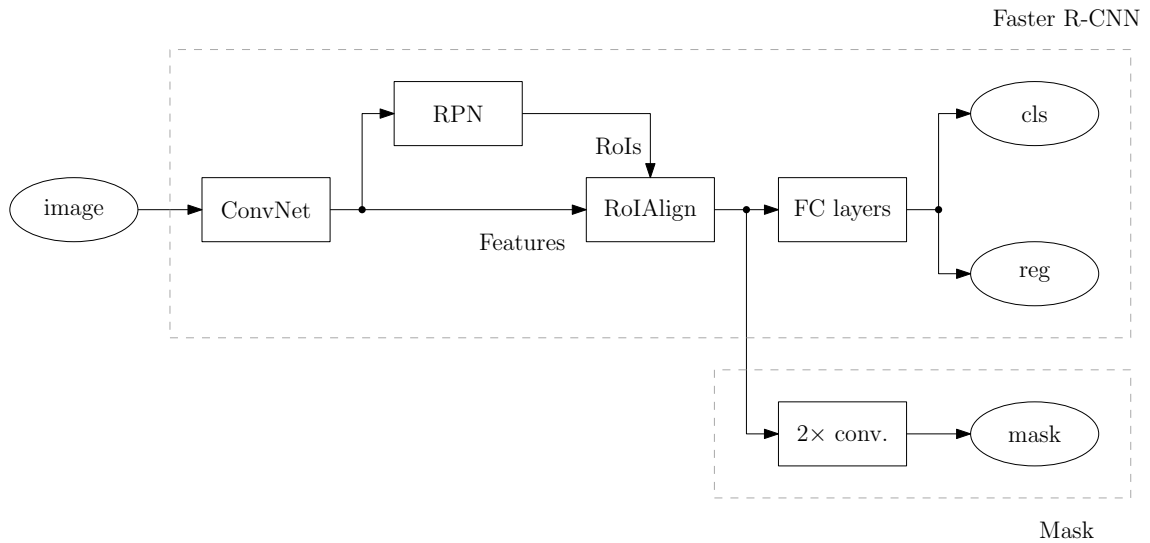 Faster R-CNN
RPN
cls
RoIs
image
ConvNet
RoIAlign
FC layers
Features
reg
2× conv.
mask
Mask